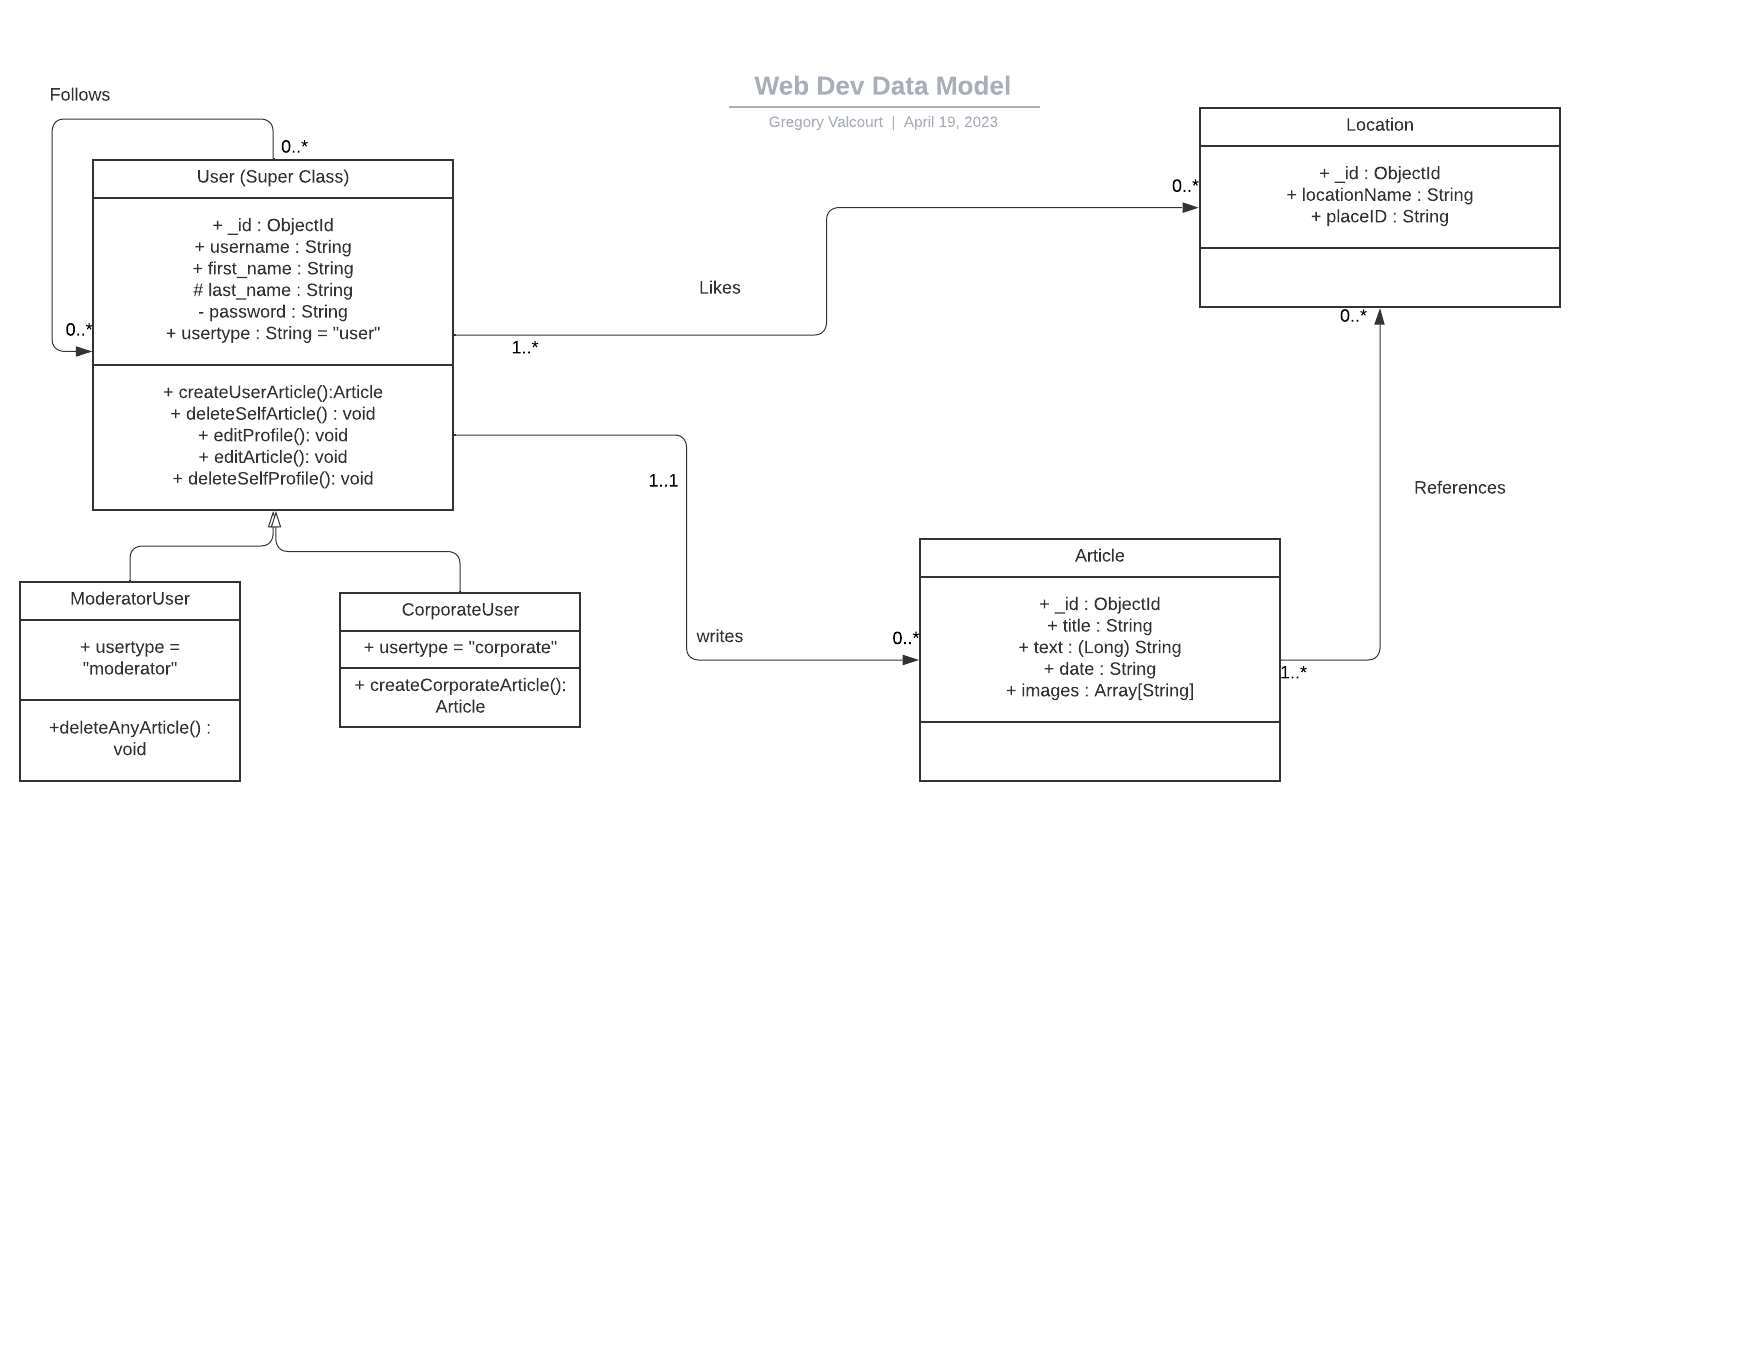 Web Dev Data Model
Gregory Valcourt | April 19, 2023
Follows
0..*
0..*
User (Super Class)
+ _id : ObjectId
+ username : String
+ first_name : String
# last_name : String
- password : String
+ usertype : String = "user"
+ createUserArticle():Article
+ deleteSelfArticle() : void
+ editProfile(): void
+ editArticle(): void
+ deleteSelfProfile(): void
Likes
1..*
0..*
Location
+ _id : ObjectId
+ locationName : String
+ placeID : String
0..*
References
1..*
1..1
writes
0..*
ModeratorUser
+ usertype =
"moderator"
+deleteAnyArticle() :
void
CorporateUser
+ usertype = "corporate"
+ createCorporateArticle():
Article
Article
+ _id : ObjectId
+ title : String
+ text : (Long) String
+ date : String
+ images : Array[String]